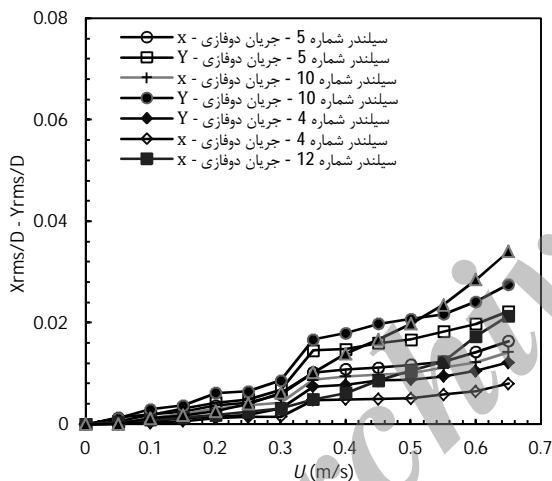 0.08
0.06
0.04
0.02
0
Xrms/D - Yrms/D
سیلندر شماره 5 - جریان دوفازی - x
سیلندر شماره 5 - جریان دوفازی - Y
سیلندر شماره 10 - جریان دوفازی - x
سیلندر شماره 10 - جریان دوفازی - Y
سیلندر شماره 4 - جریان دوفازی - Y
سیلندر شماره 4 - جریان دوفازی - x
سیلندر شماره 12 - جریان دوفازی - x
0 0.1 0.2 0.3 0.4 0.5 0.6 0.7
U (m/s)